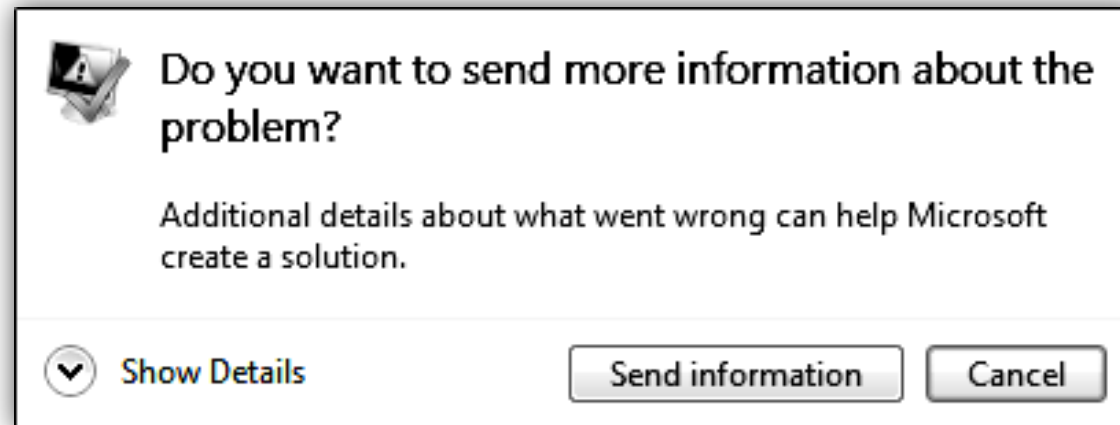 Do you want to send more information about the
problem?
Additional details about what went wrong can help Microsoft
create a solution.
Show Details
Send information
Cancel